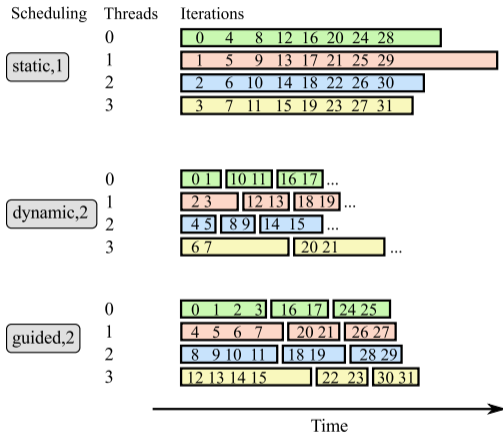 Scheduling Threads Iterations
0 0 4 8 12 16 20 24 28
static,1
1 1 5 9 13 17 21 25 29
2 2 6 10 14 18 22 26 30
3 3 7 11 15 19 23 27 31
0 0 1 10 11 16 17 ...
1 2 3 12 13 18 19 ...
dynamic,2
2 4 5 8 9 14 15 ...
3 6 7 20 21 ...
0 0 1 2 3 16 17 24 25
1 4 5 6 7 20 21 26 27
guided,2
2 8 9 10 11 18 19 28 29
3 12 13 14 15 22 23 30 31
Time